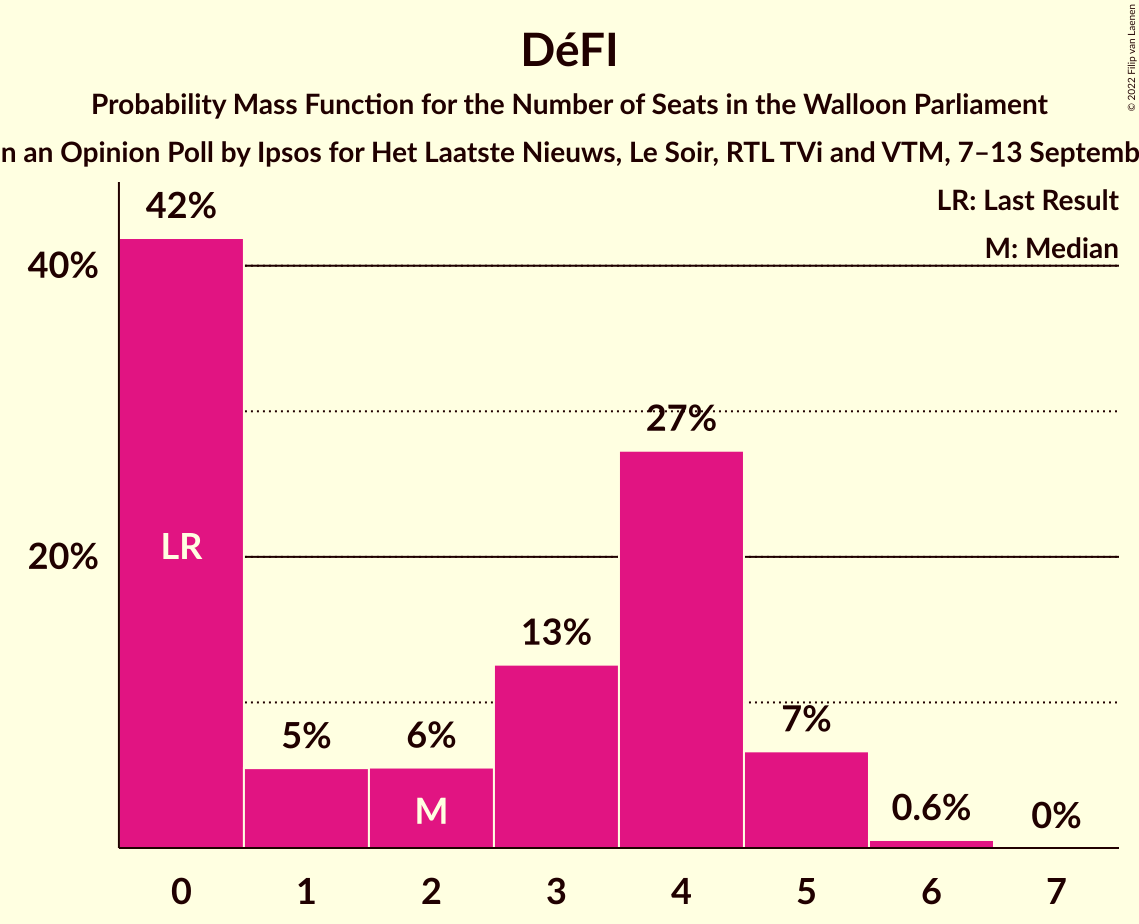 DéFI
Probability Mass Function for the Number of Seats in the Walloon Parliament
n an Opinion Poll by Ipsos for Het Laatste Nieuws, Le Soir, RTL TVi and VTM, 7–13 Septemb
© 2022 Filip van Laenen
LR: Last Result
M: Median
42%
40%
27%
LR
20%
13%
5%
6%
7%
M
0.6%
0%
0 1 2 3 4 5 6 7